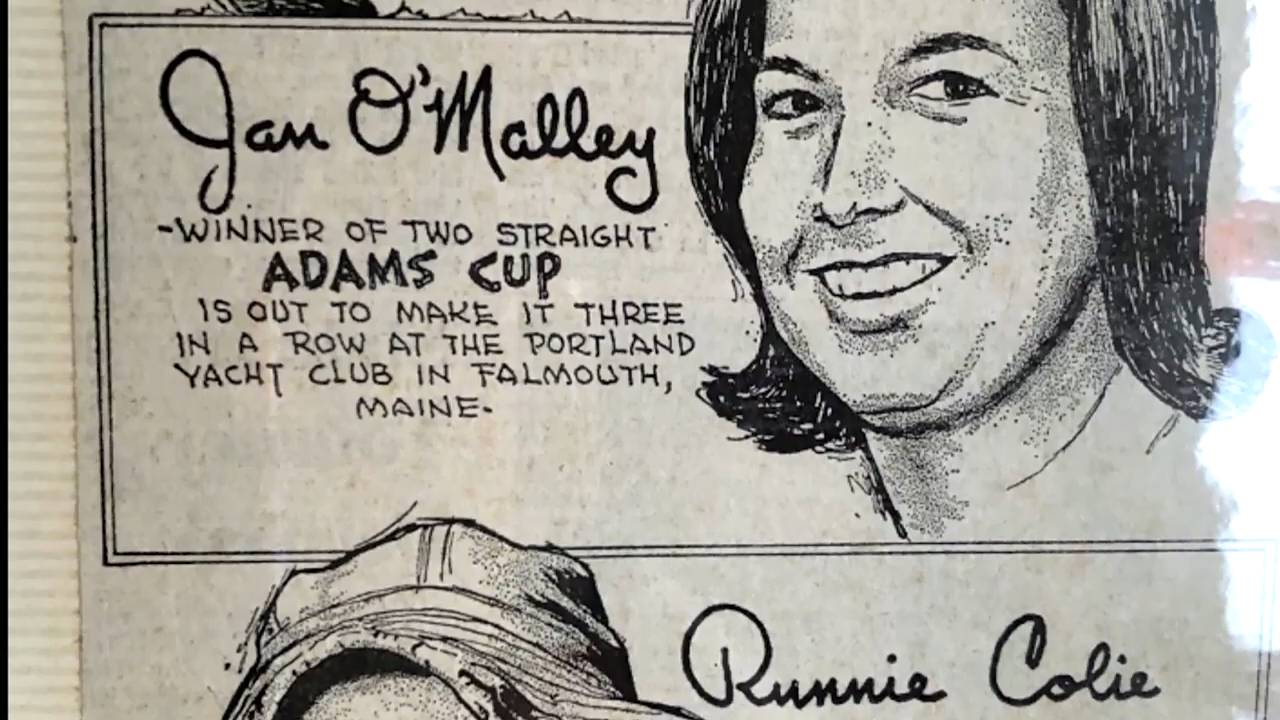 Jan O'Malley
-WINNER OF TWO STRAIGHT
ADAMS CUP
IS OUT TO MAKE IT THREE
IN A ROW AT THE PORTLAND
YACHT CLUB IN FALMOUTH,
MAINE-
Runnie Colie